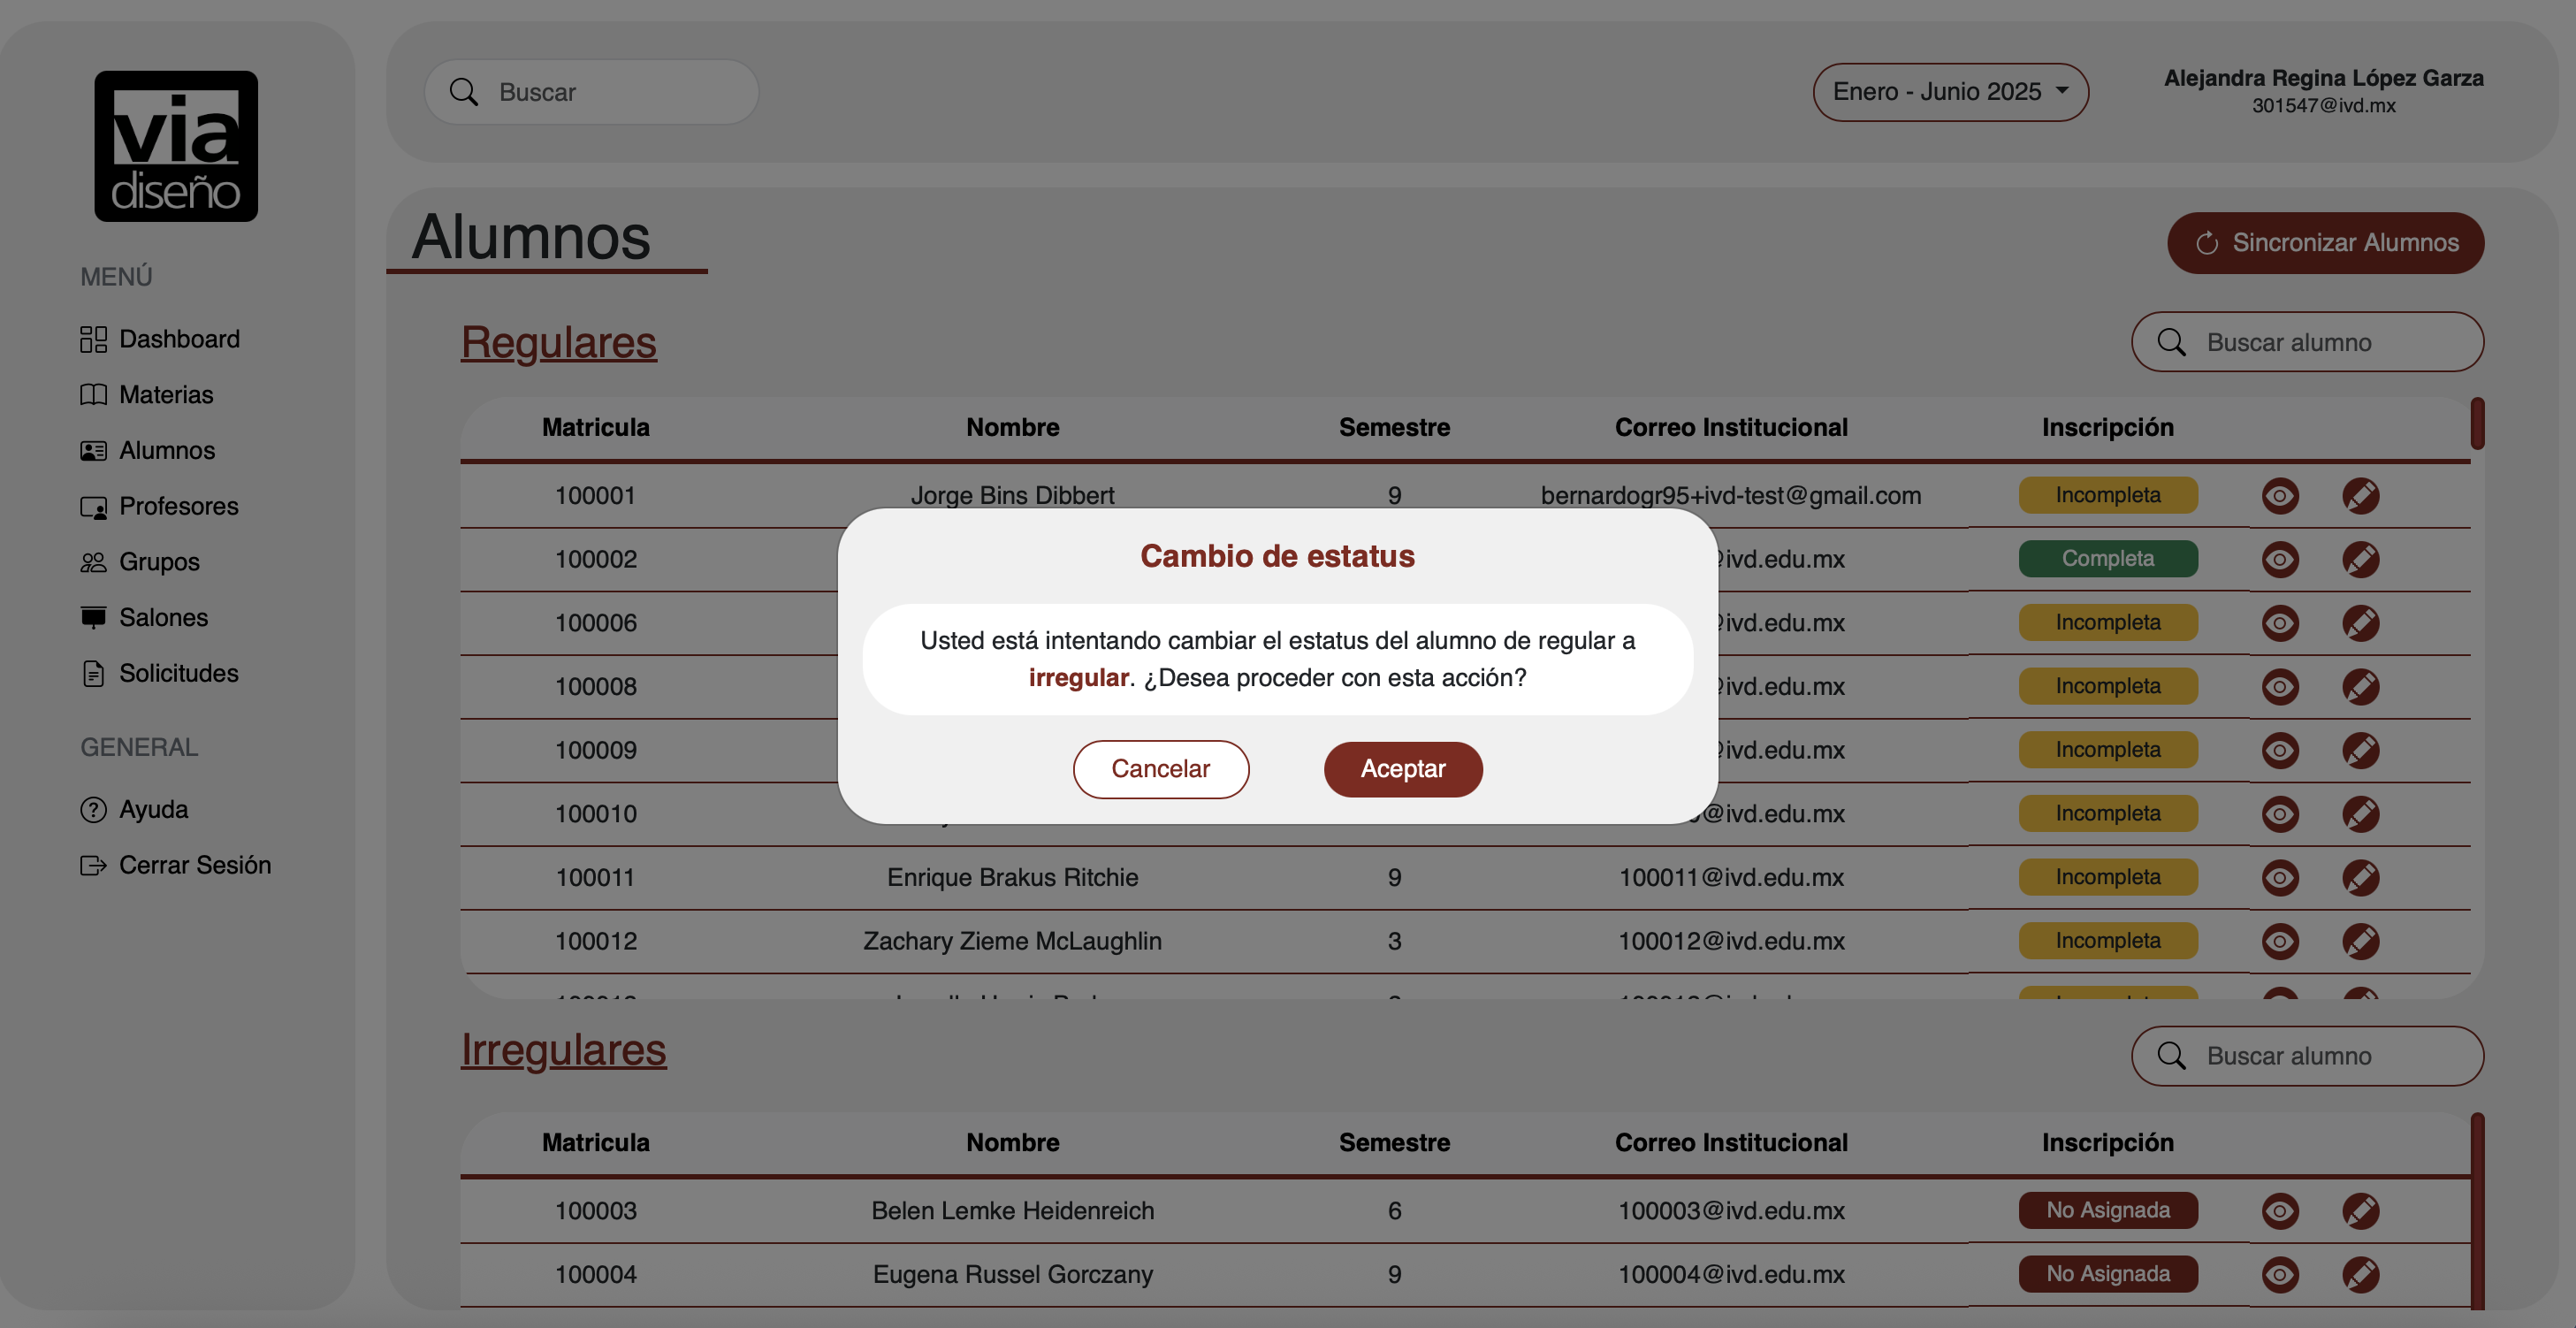 via
diseño
MENÚ
Dashboard
Materias
Alumnos
Profesores
Grupos
Salones
Solicitudes
GENERAL
Ayuda
Cerrar Sesión
Buscar
Enero - Junio 2025
Alejandra Regina López Garza
301547@ivd.mx
Alumnos
Sincronizar Alumnos
Regulares
Buscar alumno
Matricula Nombre Semestre Correo Institucional Inscripción
100001 Jorge Bins Dibbert 9 bernardogr95+ivd-test@gmail.com Incompleta
100002 @ivd.edu.mx Completa
100006 @ivd.edu.mx Incompleta
100008 @ivd.edu.mx Incompleta
100009 @ivd.edu.mx Incompleta
100010 @ivd.edu.mx Incompleta
100011 Enrique Brakus Ritchie 9 100011@ivd.edu.mx Incompleta
100012 Zachary Zieme McLaughlin 3 100012@ivd.edu.mx Incompleta
Cambio de estatus
Usted está intentando cambiar el estatus del alumno de regular a
irregular. ¿Desea proceder con esta acción?
Cancelar Aceptar
Irregulares
Buscar alumno
Matricula Nombre Semestre Correo Institucional Inscripción
100003 Belen Lemke Heidenreich 6 100003@ivd.edu.mx No Asignada
100004 Eugena Russel Gorczany 9 100004@ivd.edu.mx No Asignada